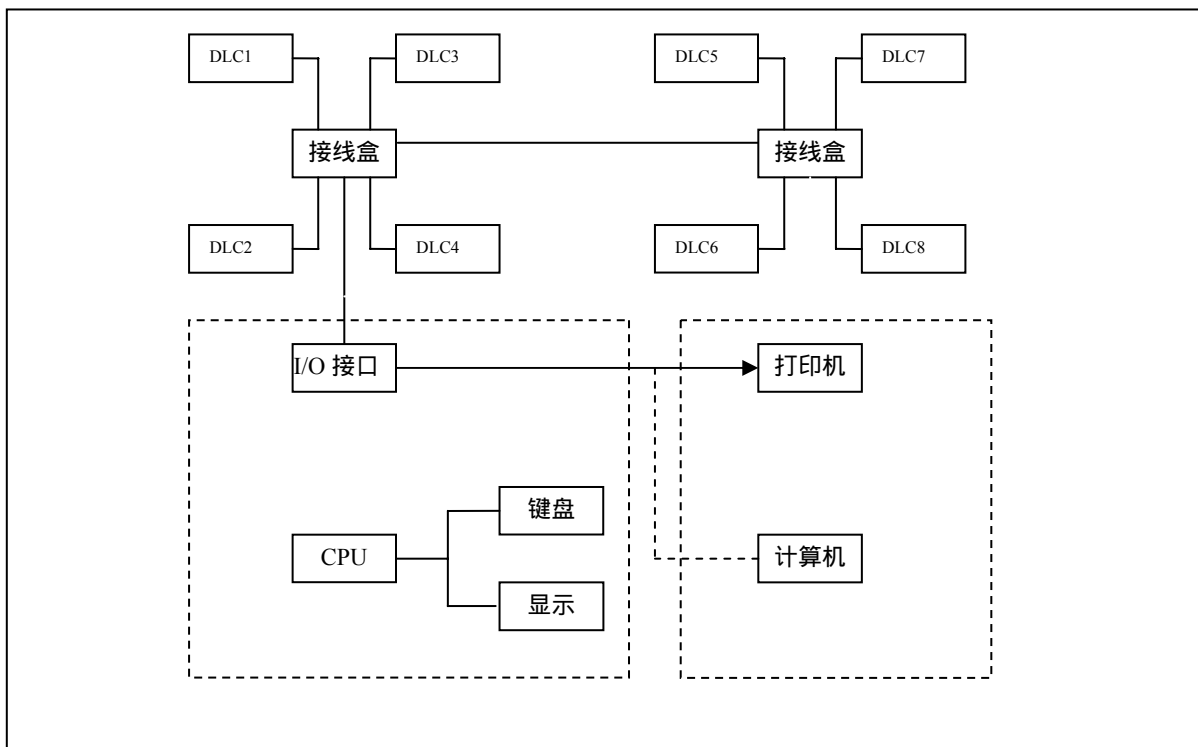 DLC1
DLC3
DLC5
DLC7
接线盒
接线盒
DLC2
DLC4
DLC6
DLC8
I/O 接口
打印机
键盘
CPU
计算机
显示